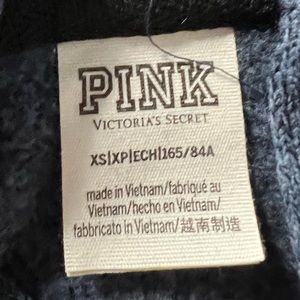 PINK
VICTORIA'S SECRET
XS|XP|ECH|165/84A
made in Vietnam/fabriqué au
Vietnam/hecho en Vietnam/
fabbricato in Vietnam/越南制造